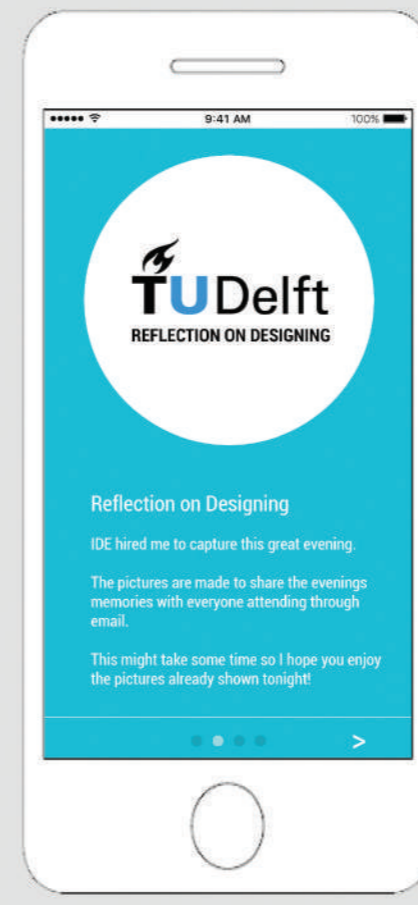 9:41 AM 100%
TUDelft
REFLECTION ON DESIGNING
Reflection on Designing
IDE hired me to capture this great evening.
The pictures are made to share the evenings
memories with everyone attending through
email.
This might take some time so I hope you enjoy
the pictures already shown tonight!
>